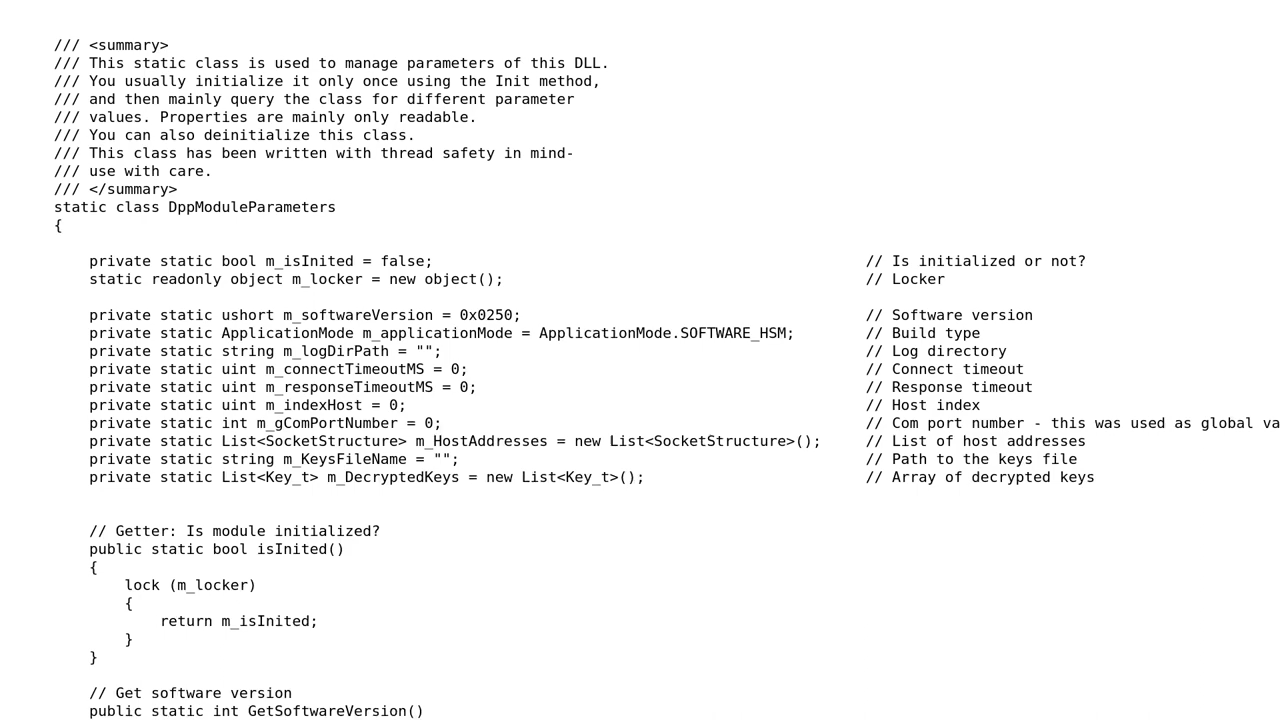 /// <summary>
/// This static class is used to manage parameters of this DLL.
/// You usually initialize it only once using the Init method,
/// and then mainly query the class for different parameter
/// values. Properties are mainly only readable.
/// You can also deinitialize this class.
/// This class has been written with thread safety in mind-
/// use with care.
/// </summary>
static class DppModuleParameters
{
private static bool m_isInited = false; // Is initialized or not?
static readonly object m_locker = new object(); // Locker
private static ushort m_softwareVersion = 0x0250; // Software version
private static ApplicationMode m_applicationMode = ApplicationMode.SOFTWARE_HSM; // Build type
private static string m_logDirPath = ""; // Log directory
private static uint m_connectTimeoutMS = 0; // Connect timeout
private static uint m_responseTimeoutMS = 0; // Response timeout
private static uint m_indexHost = 0; // Host index
private static int m_gComPortNumber = 0; // Com port number - this was used as global va
private static List<SocketStructure> m_HostAddresses = new List<SocketStructure>(); // List of host addresses
private static string m_KeysFileName = ""; // Path to the keys file
private static List<Key_t> m_DecryptedKeys = new List<Key_t>(); // Array of decrypted keys
// Getter: Is module initialized?
public static bool isInited()
{
lock (m_locker)
{
return m_isInited;
}
}
// Get software version
public static int GetSoftwareVersion()